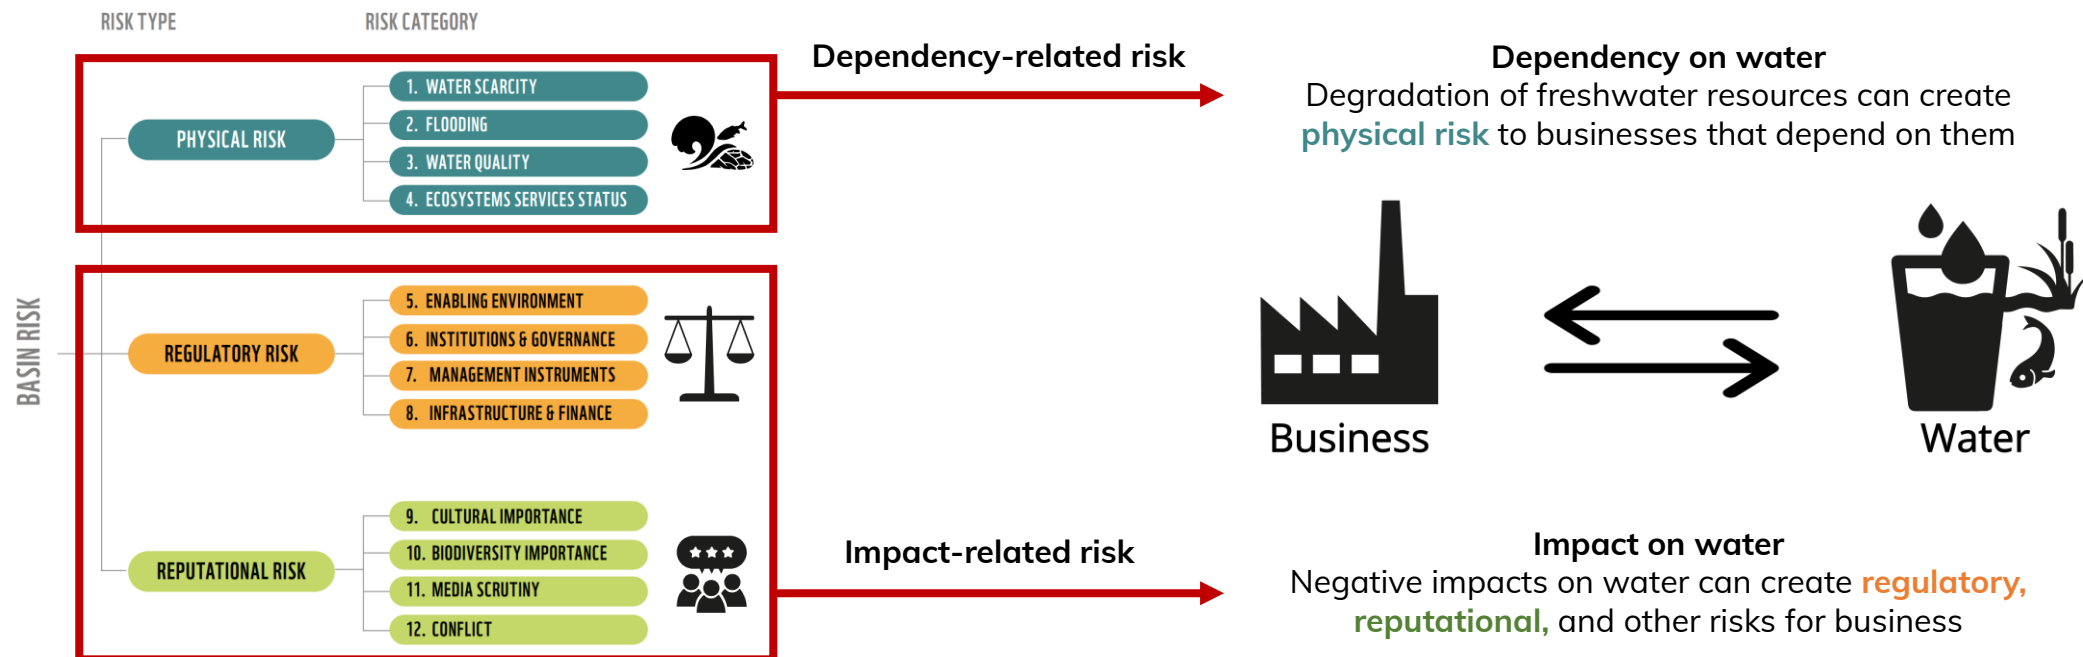 RISK TYPE
RISK CATEGORY
BASIN RISK
PHYSICAL RISK
1. WATER SCARCITY
2. FLOODING
3. WATER QUALITY
4. ECOSYSTEMS SERVICES STATUS
REGULATORY RISK
5. ENABLING ENVIRONMENT
6. INSTITUTIONS & GOVERNANCE
7. MANAGEMENT INSTRUMENTS
8. INFRASTRUCTURE & FINANCE
REPUTATIONAL RISK
9. CULTURAL IMPORTANCE
10. BIODIVERSITY IMPORTANCE
11. MEDIA SCRUTINY
12. CONFLICT
Dependency-related risk
Impact-related risk
Dependency on water
Degradation of freshwater resources can create
physical risk to businesses that depend on them
Business
Water
Impact on water
Negative impacts on water can create regulatory,
reputational, and other risks for business